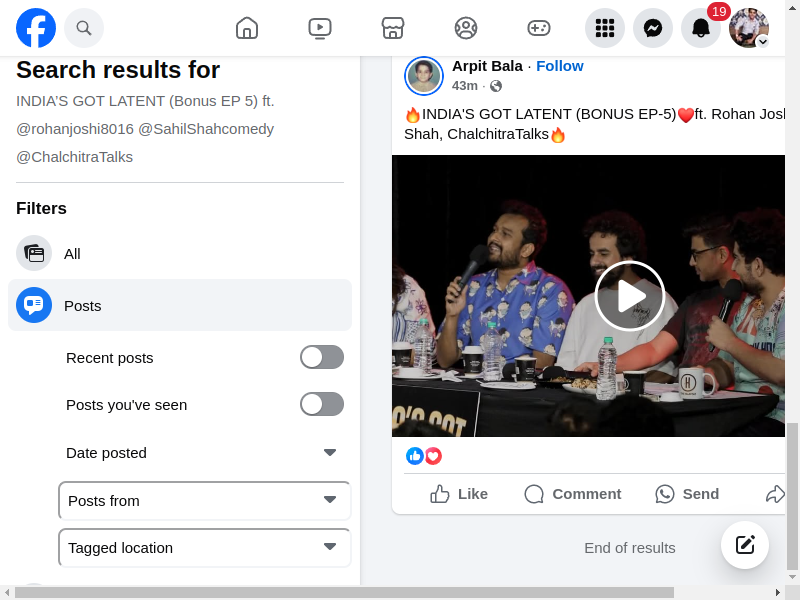 19
Search results for
INDIA'S GOT LATENT (Bonus EP 5) ft.
@rohanjoshi8016 @SahilShahcomedy
@ChalchitraTalks
Filters
All
Posts
Recent posts
Posts you've seen
Date posted
Posts from
Tagged location
Arpit Bala · Follow
43m ·
🔥INDIA'S GOT LATENT (BONUS EP-5)❤️ft. Rohan Josh
Shah, ChalchitraTalks🔥
Like
Comment
Send
End of results